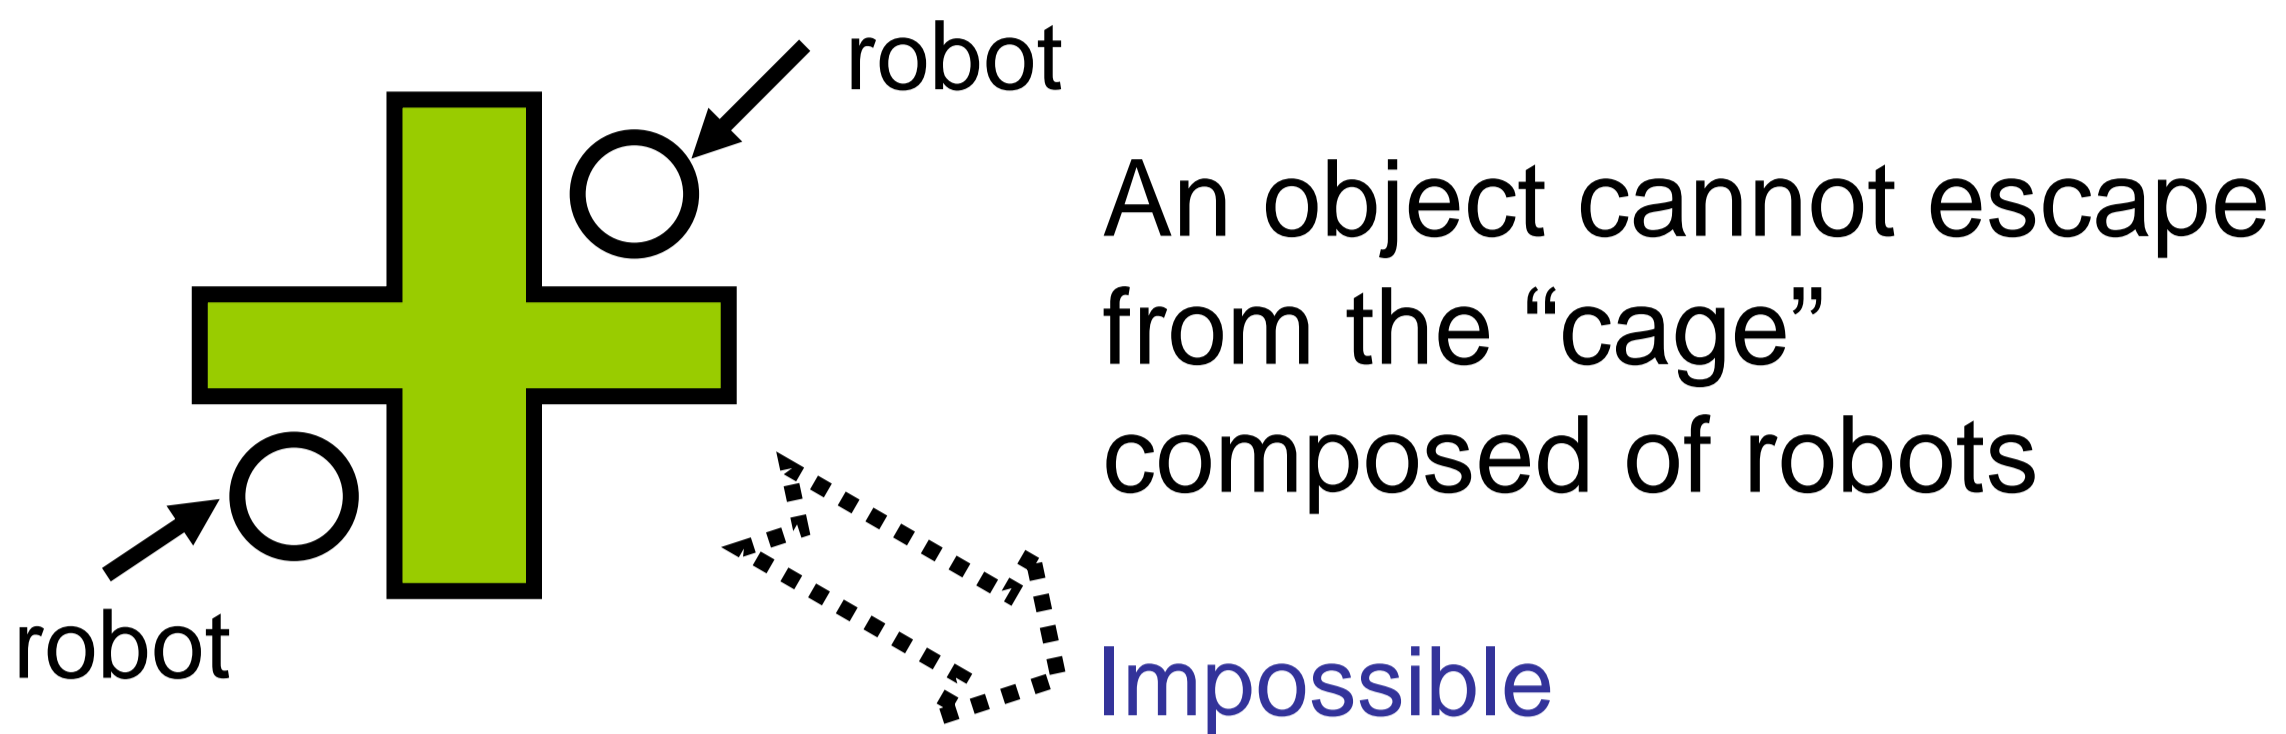 robot
An object cannot escape
from the “cage”
composed of robots
robot
Impossible